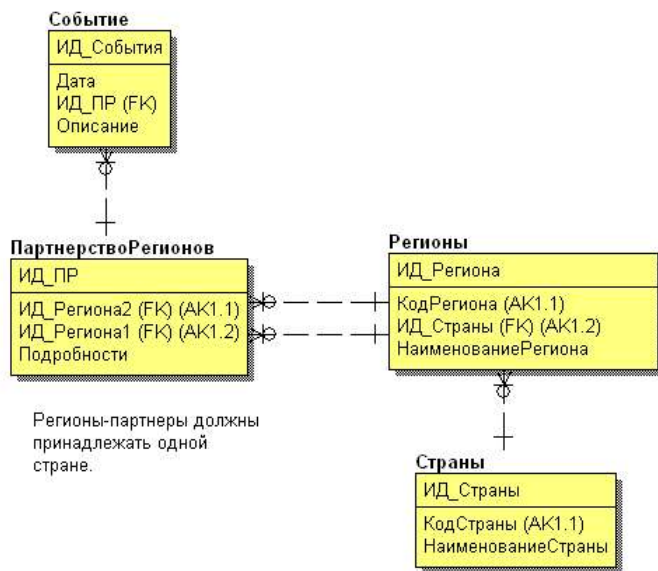 Событие
ИД_События
Дата
ИД_ПР (FK)
Описание
ПартнерствоРегионов
ИД_ПР
ИД_Региона2 (FK) (AK1.1)
ИД_Региона1 (FK) (AK1.2)
Подробности
Регионы
ИД_Региона
КодРегиона (AK1.1)
ИД_Страны (FK) (AK1.2)
НаименованиеРегиона
Регионы-партнеры должны
принадлежать одной
стране.
Страны
ИД_Страны
КодСтраны (AK1.1)
НаименованиеСтраны